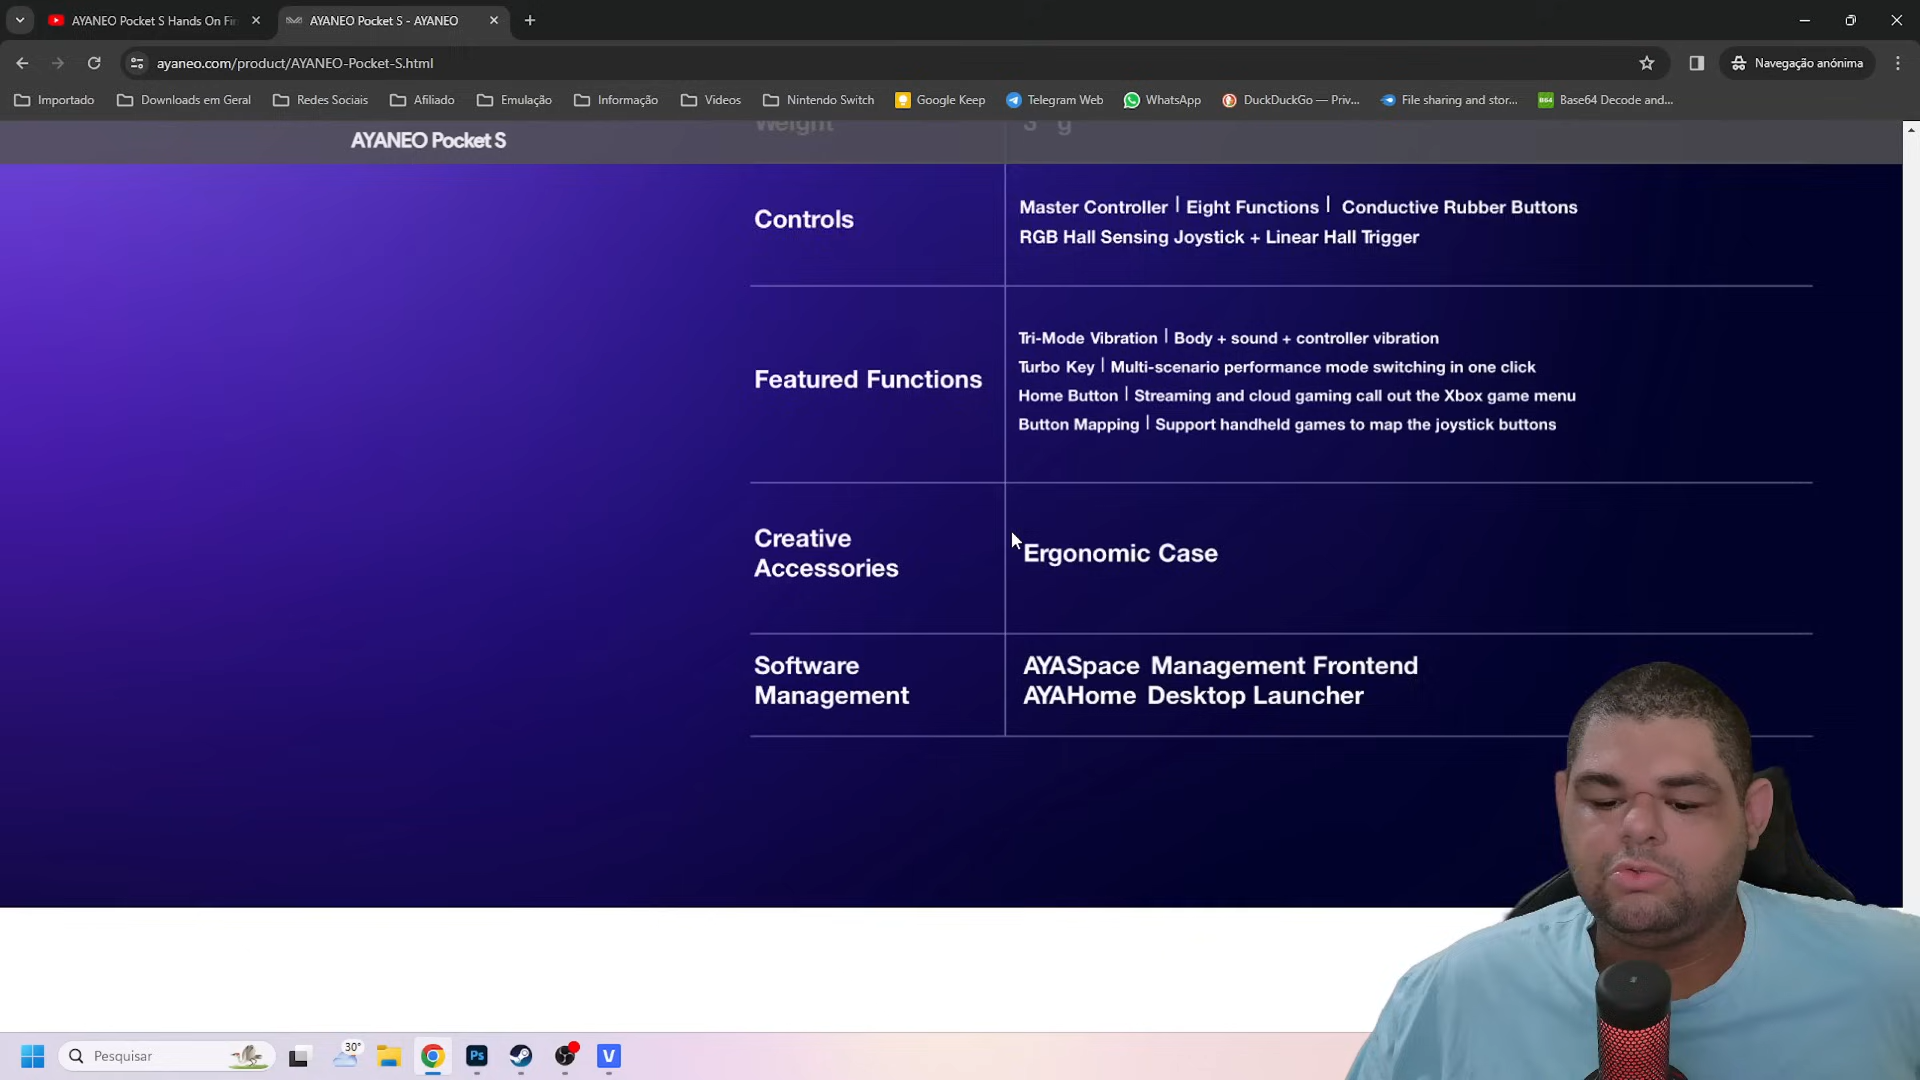 AYANEO Pocket S Hands On Fir
AYANEO Pocket S - AYANEO
ayaneo.com/product/AYANEO-Pocket-S.html
Navegação anónima
Importado
Downloads em Geral
Redes Sociais
Afiliado
Emulação
Informação
Videos
Nintendo Switch
Google Keep
Telegram Web
WhatsApp
DuckDuckGo — Priv...
File sharing and stor...
Base64 Decode and...
Weight
AYANEO Pocket S
Controls
Master Controller | Eight Functions | Conductive Rubber Buttons
RGB Hall Sensing Joystick + Linear Hall Trigger
Featured Functions
Tri-Mode Vibration | Body + sound + controller vibration
Turbo Key | Multi-scenario performance mode switching in one click
Home Button | Streaming and cloud gaming call out the Xbox game menu
Button Mapping | Support handheld games to map the joystick buttons
Creative
Accessories
Ergonomic Case
Software
Management
AYASpace Management Frontend
AYAHome Desktop Launcher
Pesquisar
30°
Ps
V